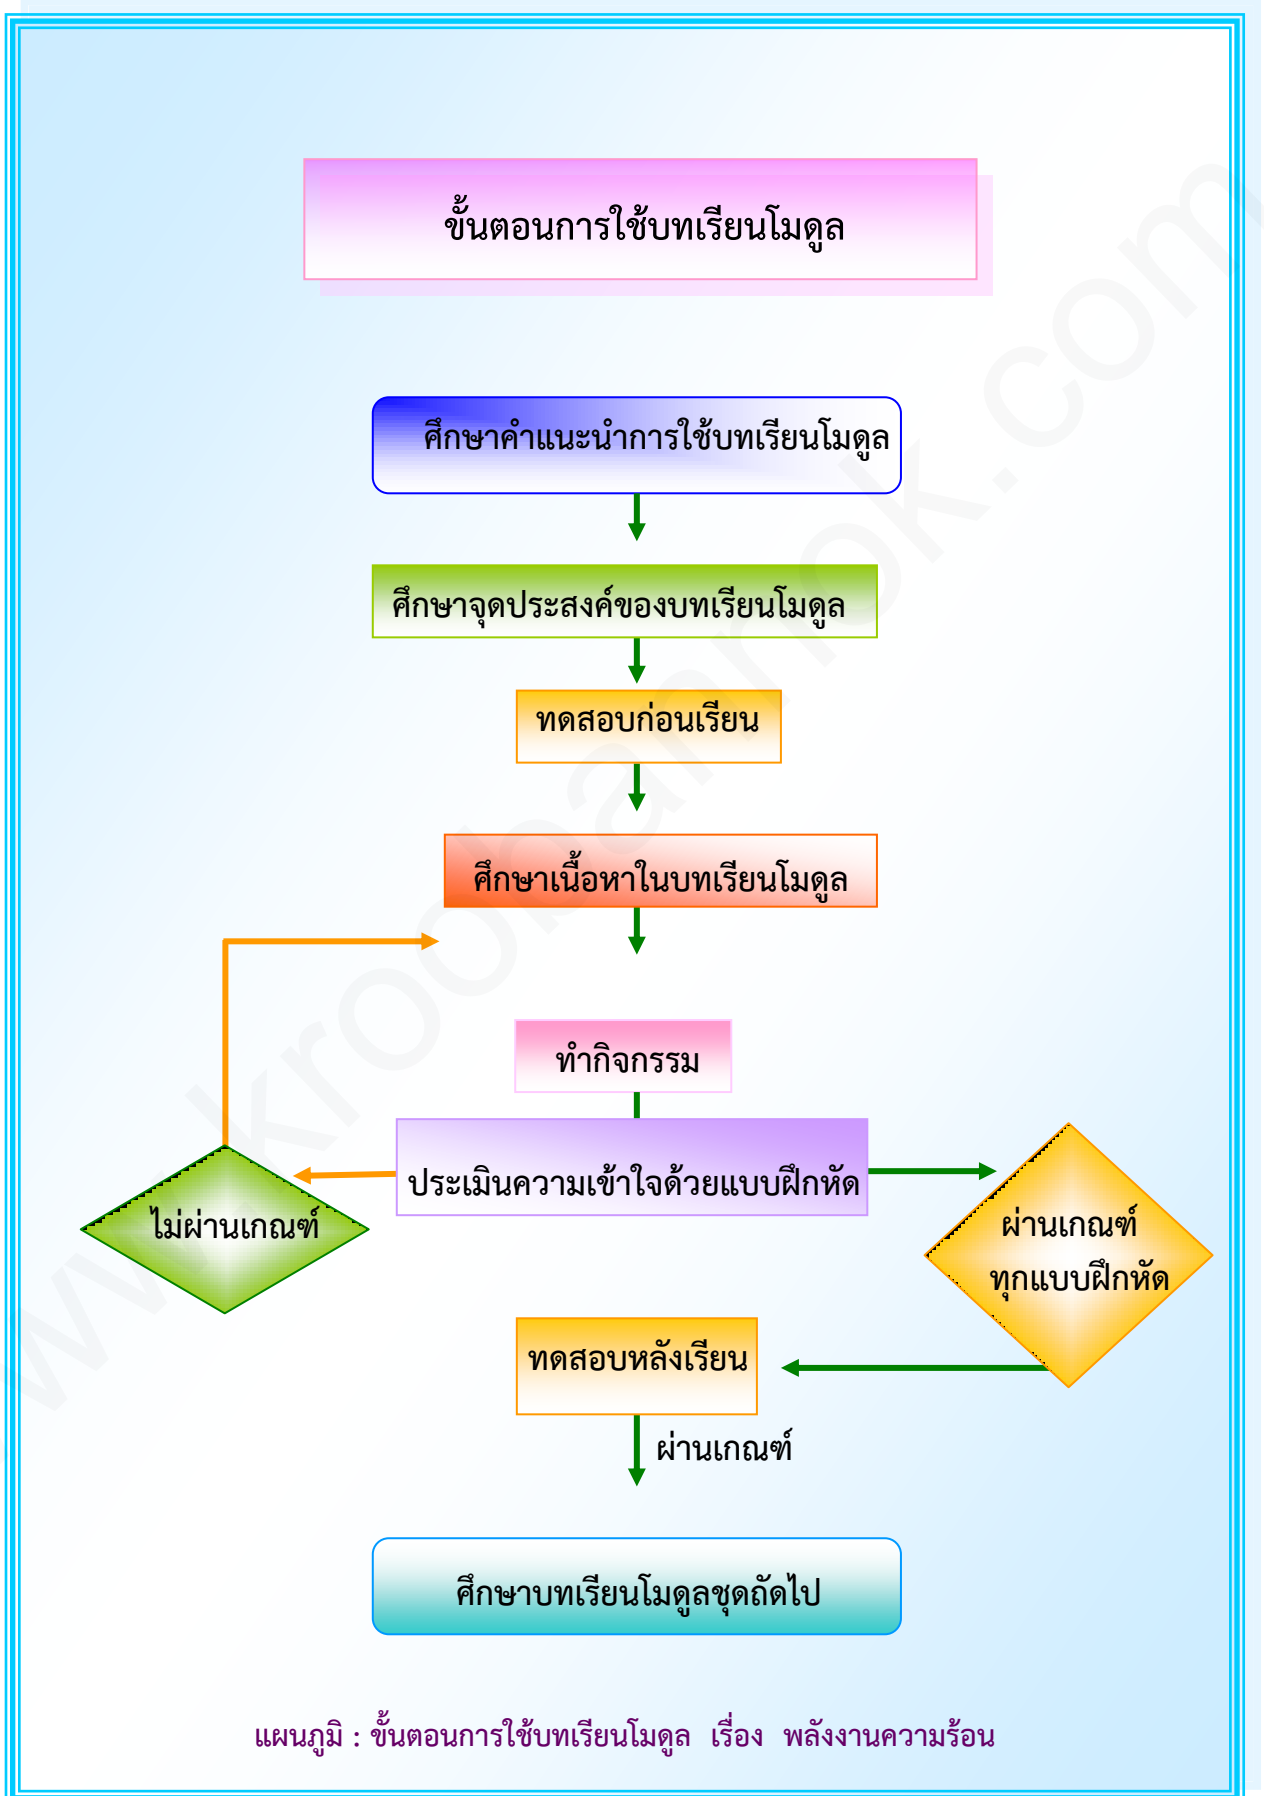 ขั้นตอนการใช้บทเรียนโมดูล
ศึกษาคำแนะนำการใช้บทเรียนโมดูล
ศึกษาจุดประสงค์ของบทเรียนโมดูล
ทดสอบก่อนเรียน
ศึกษาเนื้อหาในบทเรียนโมดูล
ทำกิจกรรม
ประเมินความเข้าใจด้วยแบบฝึกหัด
ไม่ผ่านเกณฑ์
ผ่านเกณฑ์
ทุกแบบฝึกหัด
ทดสอบหลังเรียน
ผ่านเกณฑ์
ศึกษาบทเรียนโมดูลชุดถัดไป
แผนภูมิ : ขั้นตอนการใช้บทเรียนโมดูล เรื่อง พลังงานความร้อน
www.kroobannok.com